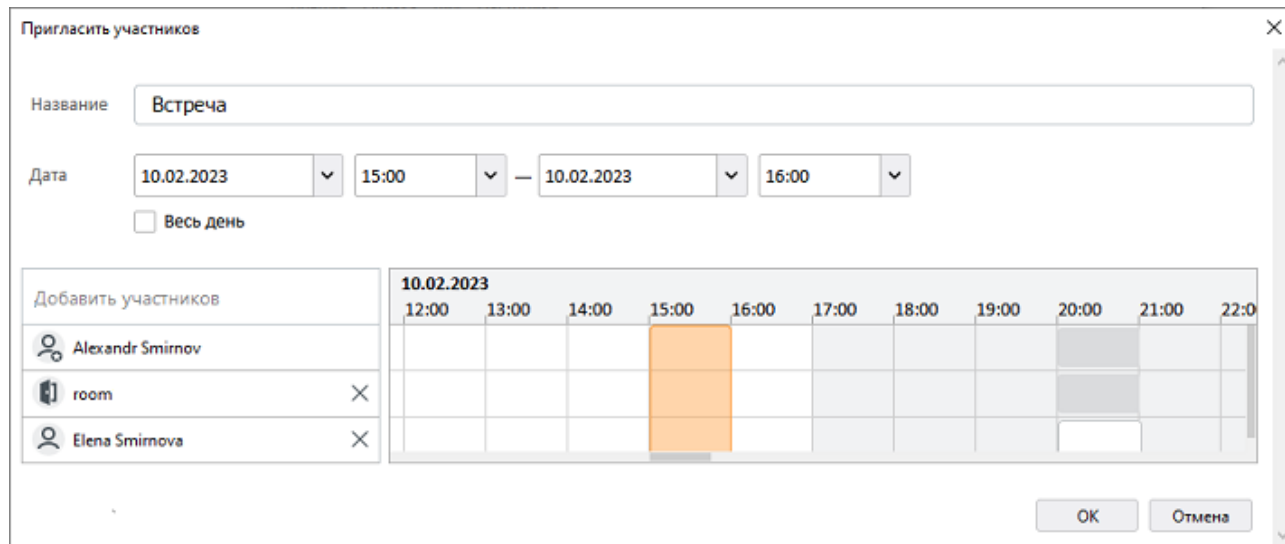 Пригласить участников
Название Встреча
Дата 10.02.2023 15:00 — 10.02.2023 16:00
Весь день
Добавить участников
10.02.2023
12:00 13:00 14:00 15:00 16:00 17:00 18:00 19:00 20:00 21:00 22:0
Alexandr Smirnov
room
Elena Smirnova
OK Отмена